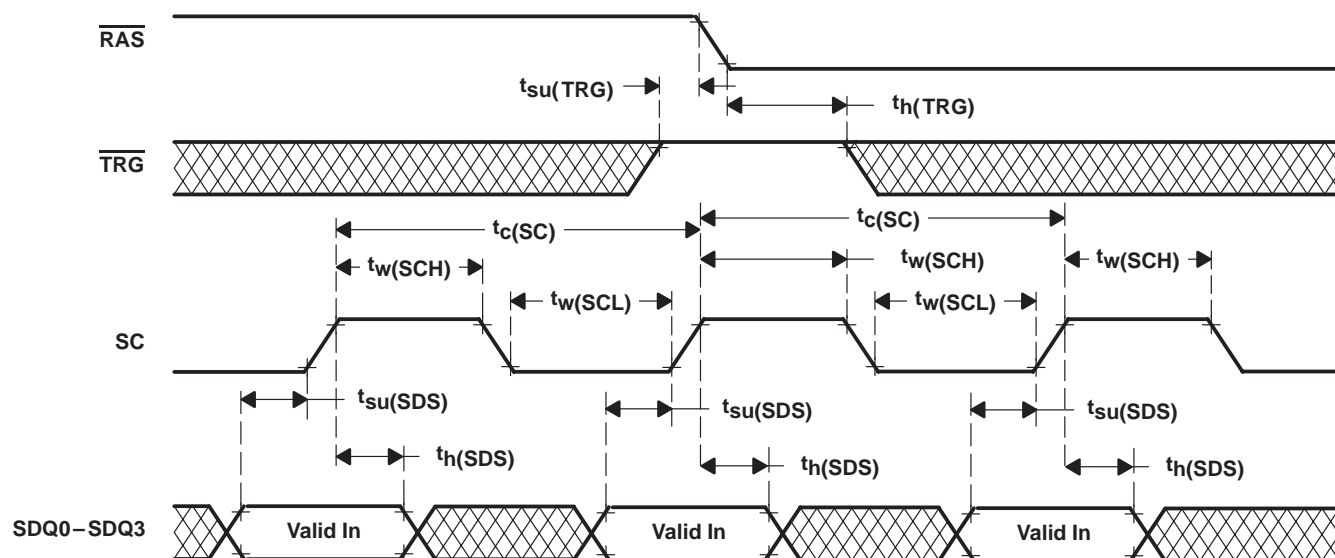 RAS
tsu(TRG)
th(TRG)
TRG
tc(SC)
tc(SC)
tw(SCH)
tw(SCH)
tw(SCH)
tw(SCL)
tw(SCL)
SC
tsu(SDS)
tsu(SDS)
tsu(SDS)
th(SDS)
th(SDS)
th(SDS)
SDQ0–SDQ3
Valid In
Valid In
Valid In